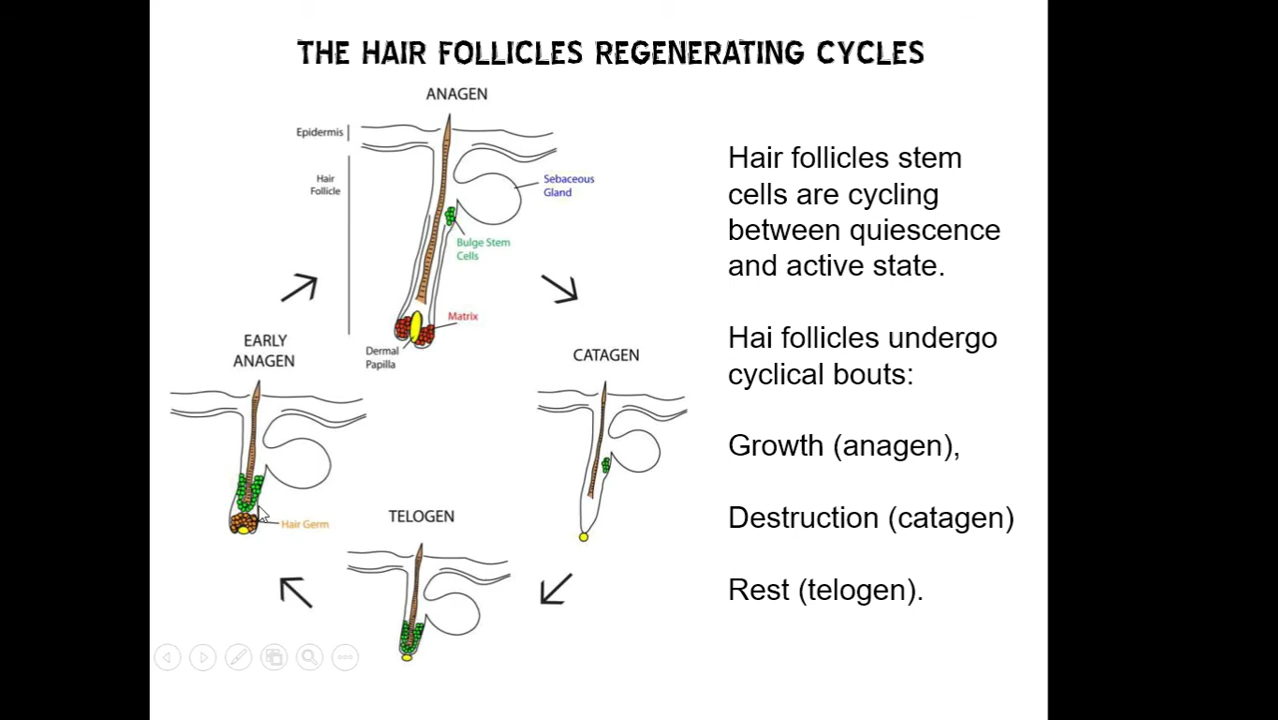 THE HAIR FOLLICLES REGENERATING CYCLES
ANAGEN
Epidermis
Hair
Follicle
Sebaceous
Gland
Bulge Stem
Cells
Matrix
Dermal
Papilla
EARLY
ANAGEN
Hair Germ
CATAGEN
TELOGEN
Hair follicles stem
cells are cycling
between quiescence
and active state.
Hai follicles undergo
cyclical bouts:
Growth (anagen),
Destruction (catagen)
Rest (telogen).